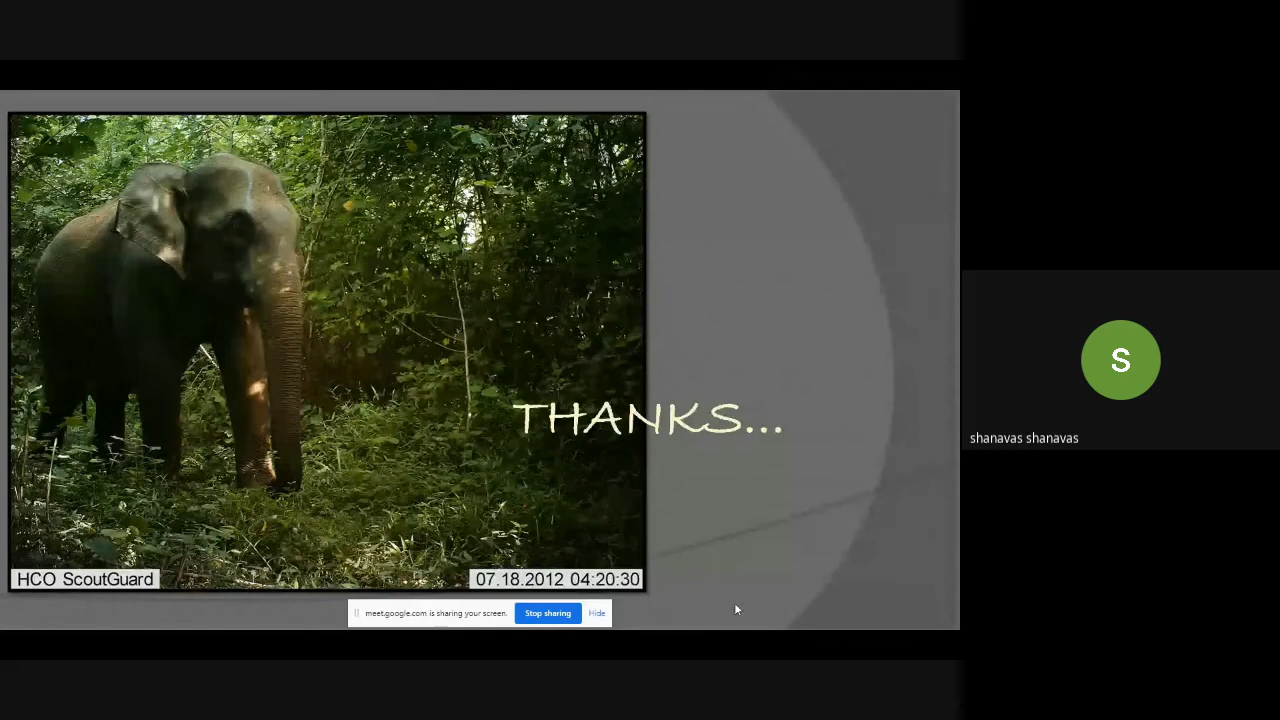 THANKS...
HCO ScoutGuard
07.18.2012 04:20:30
meet.google.com is sharing your screen.
Stop sharing
Hide
S
shanavas shanavas